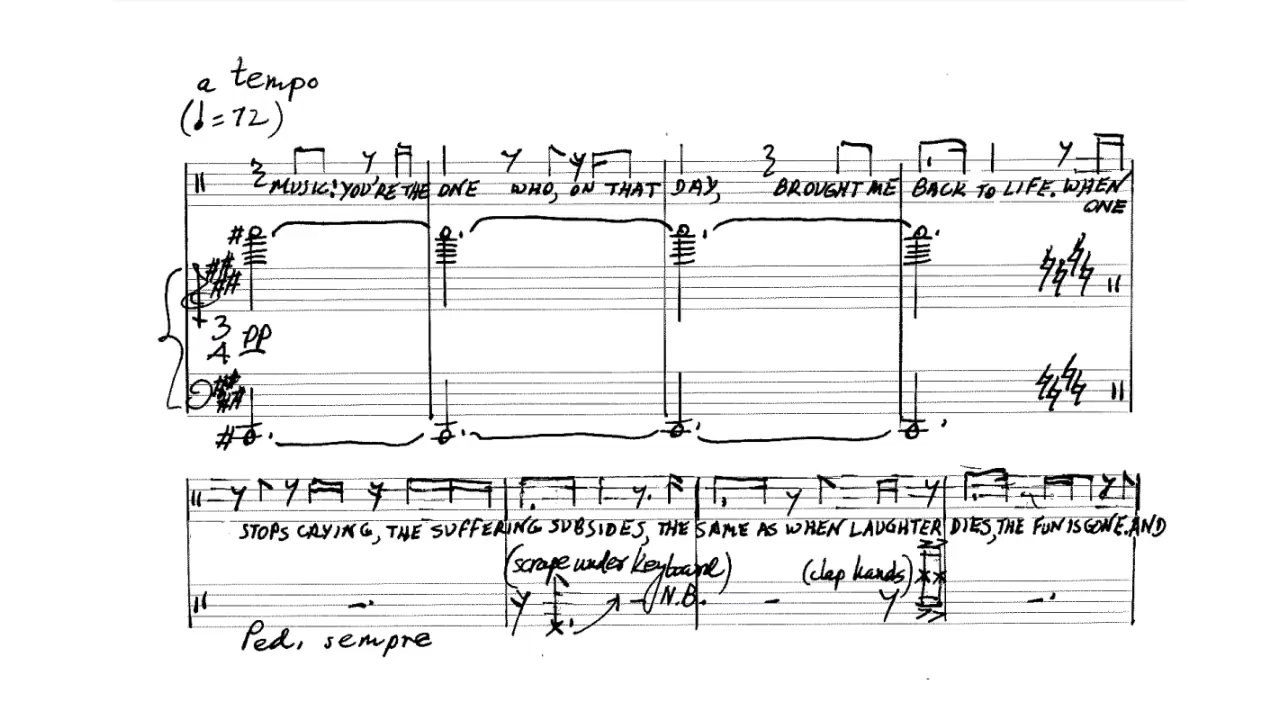 a tempo
(♩=72)
MUSIC! YOU'RE THE ONE WHO, ON THAT DAY, BROUGHT ME BACK TO LIFE. WHEN
ONE
3
4
pp
STOPS CRYING, THE SUFFERING SUBSIDES, THE SAME AS WHEN LAUGHTER DIES, THE FUN IS GONE. AND
(scrape under keyboard)
(clap hands)
N.B.
Ped. sempre